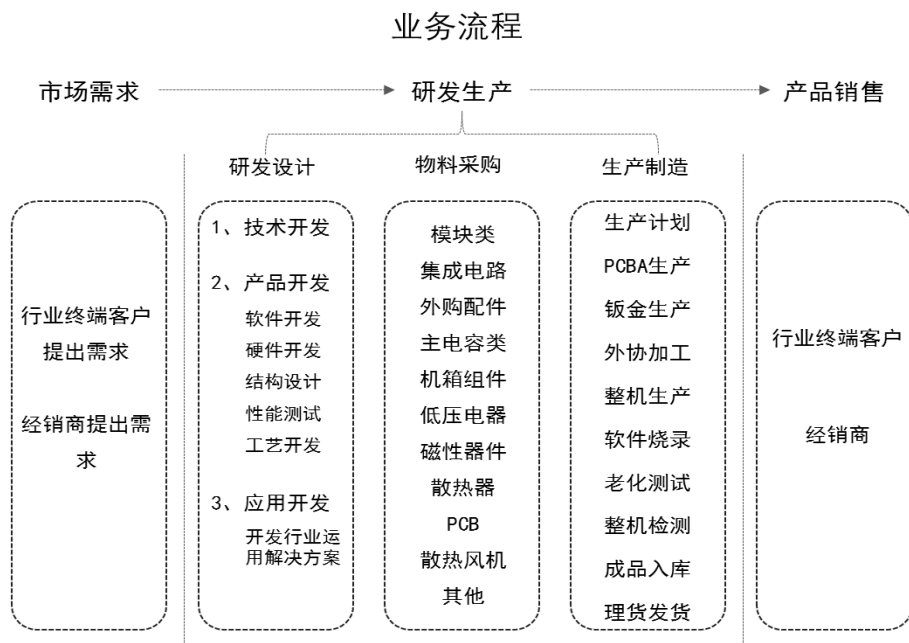 业务流程
市场需求
研发生产
产品销售
研发设计
物料采购
生产制造
行业终端客户
提出需求
经销商提出需
求
1、技术开发
2、产品开发
软件开发
硬件开发
结构设计
性能测试
工艺开发
3、应用开发
开发行业运
用解决方案
模块类
集成电路
外购配件
主电容类
机箱组件
低压电器
磁性器件
散热器
PCB
散热风机
其他
生产计划
PCBA生产
钣金生产
外协加工
整机生产
软件烧录
老化测试
整机检测
成品入库
理货发货
行业终端客户
经销商